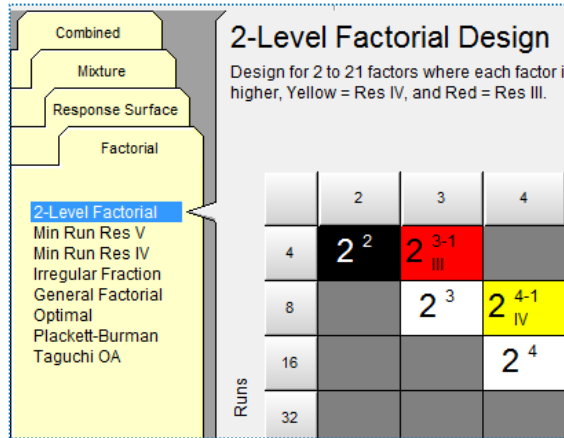 Combined
Mixture
Response Surface
Factorial
2-Level Factorial
Min Run Res V
Min Run Res IV
Irregular Fraction
General Factorial
Optimal
Plackett-Burman
Taguchi OA
2-Level Factorial Design
Design for 2 to 21 factors where each factor i
higher, Yellow = Res IV, and Red = Res III.
2 3 4
4 2^2 2^3-1 III
8 2^3 2^4-1 IV
16 2^4
32
Runs